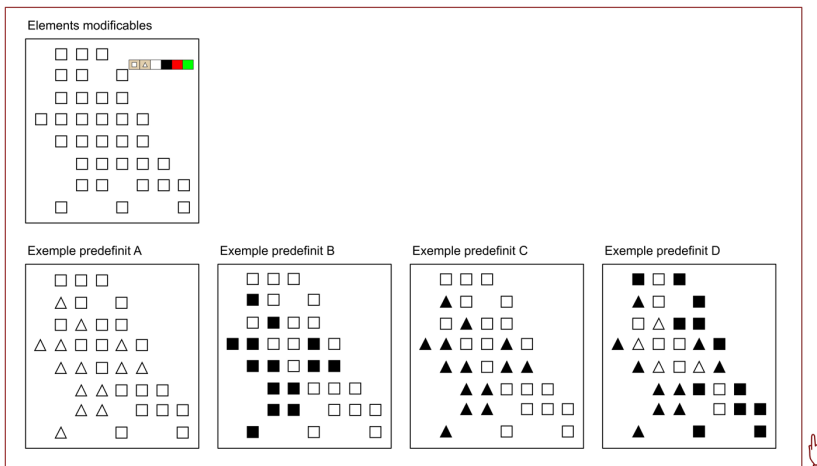 Elements modificables
Exemple predefinit A
Exemple predefinit B
Exemple predefinit C
Exemple predefinit D